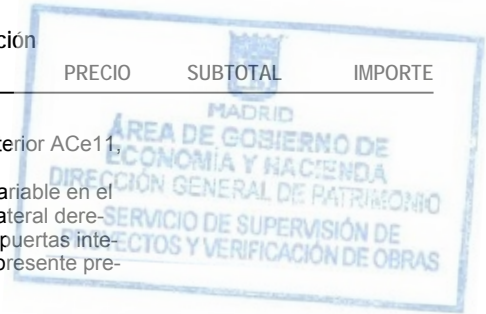 ción
PRECIO SUBTOTAL IMPORTE
MADRID
terior ACe11,
ÁREA DE GOBIERNO DE
ECONOMÍA Y HACIENDA
ariable en el
DIRECCIÓN GENERAL DE PATRIMONIO
ateral dere-
SERVICIO DE SUPERVISIÓN DE
puertas inte-
PROYECTOS Y VERIFICACIÓN DE OBRAS
presente pre-